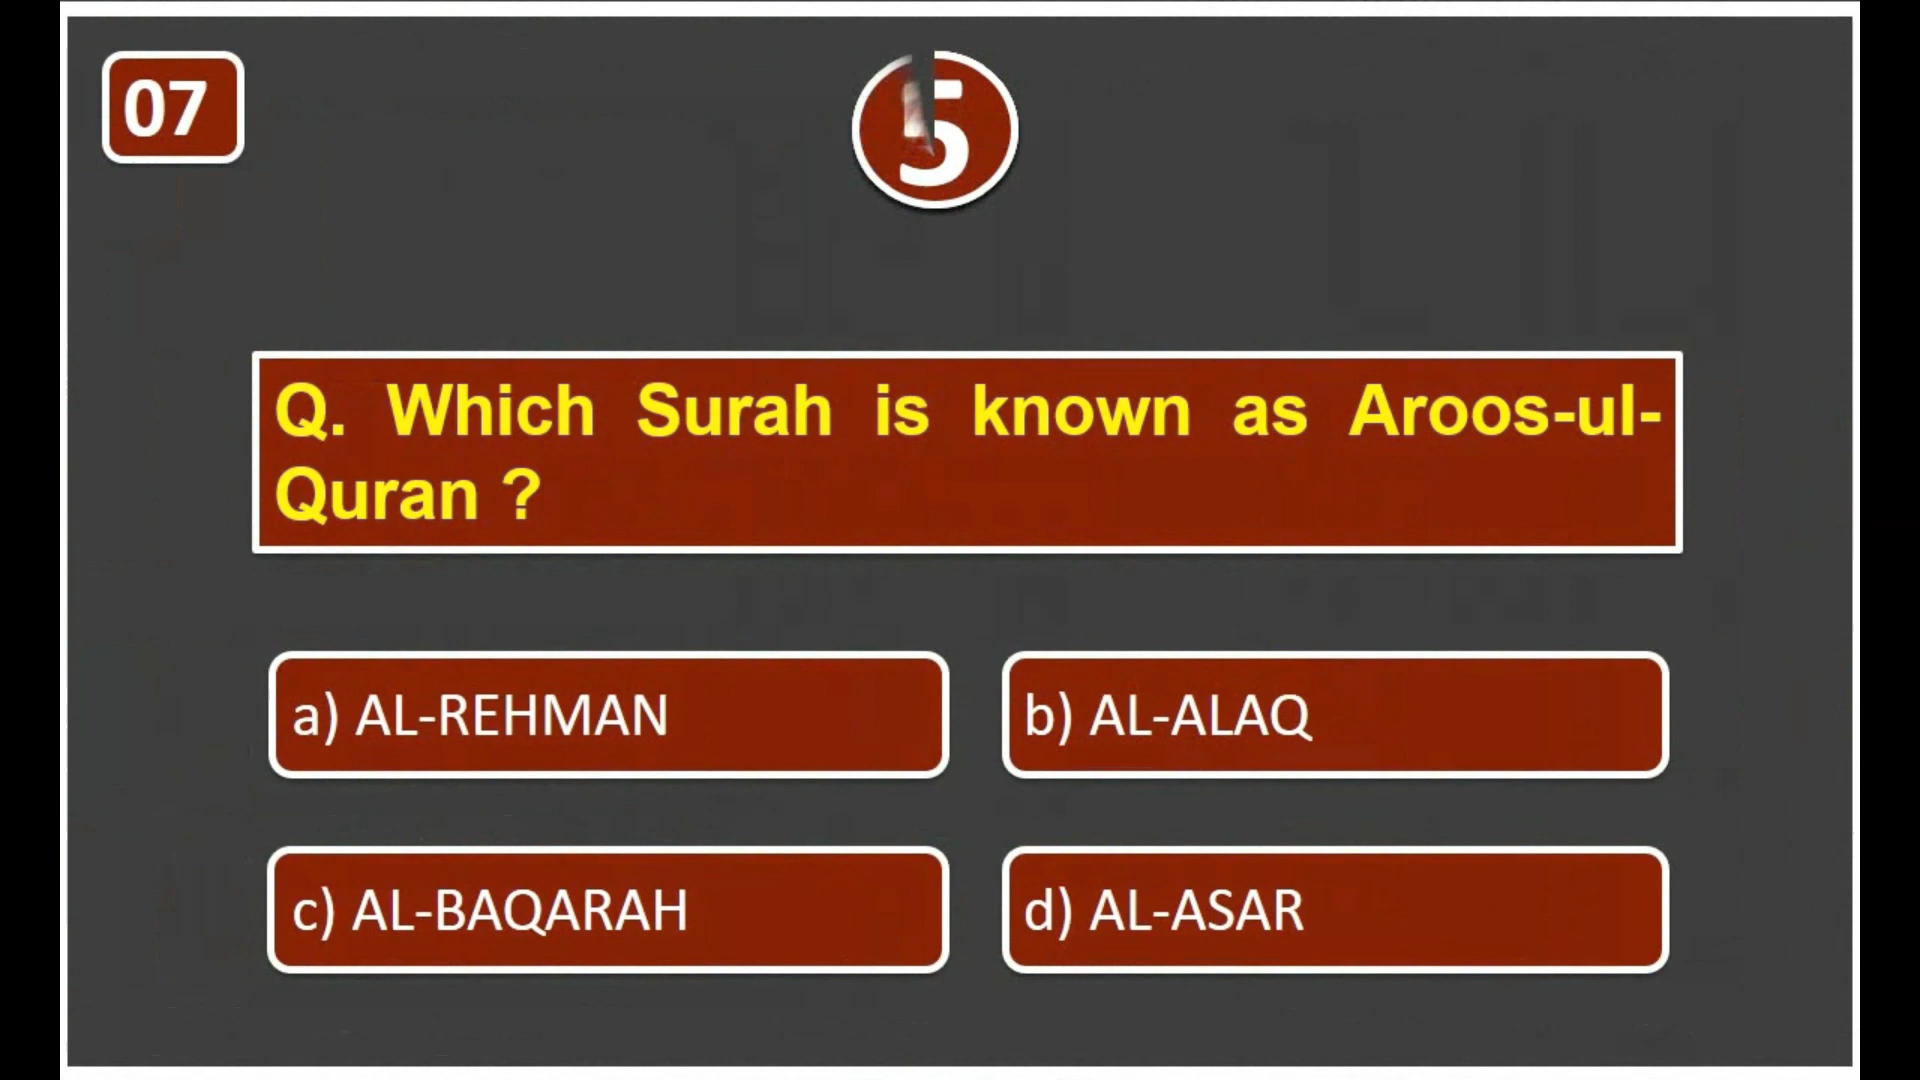 07
5
Q. Which Surah is known as Aroos-ul-
Quran ?
a) AL-REHMAN
b) AL-ALAQ
c) AL-BAQARAH
d) AL-ASAR